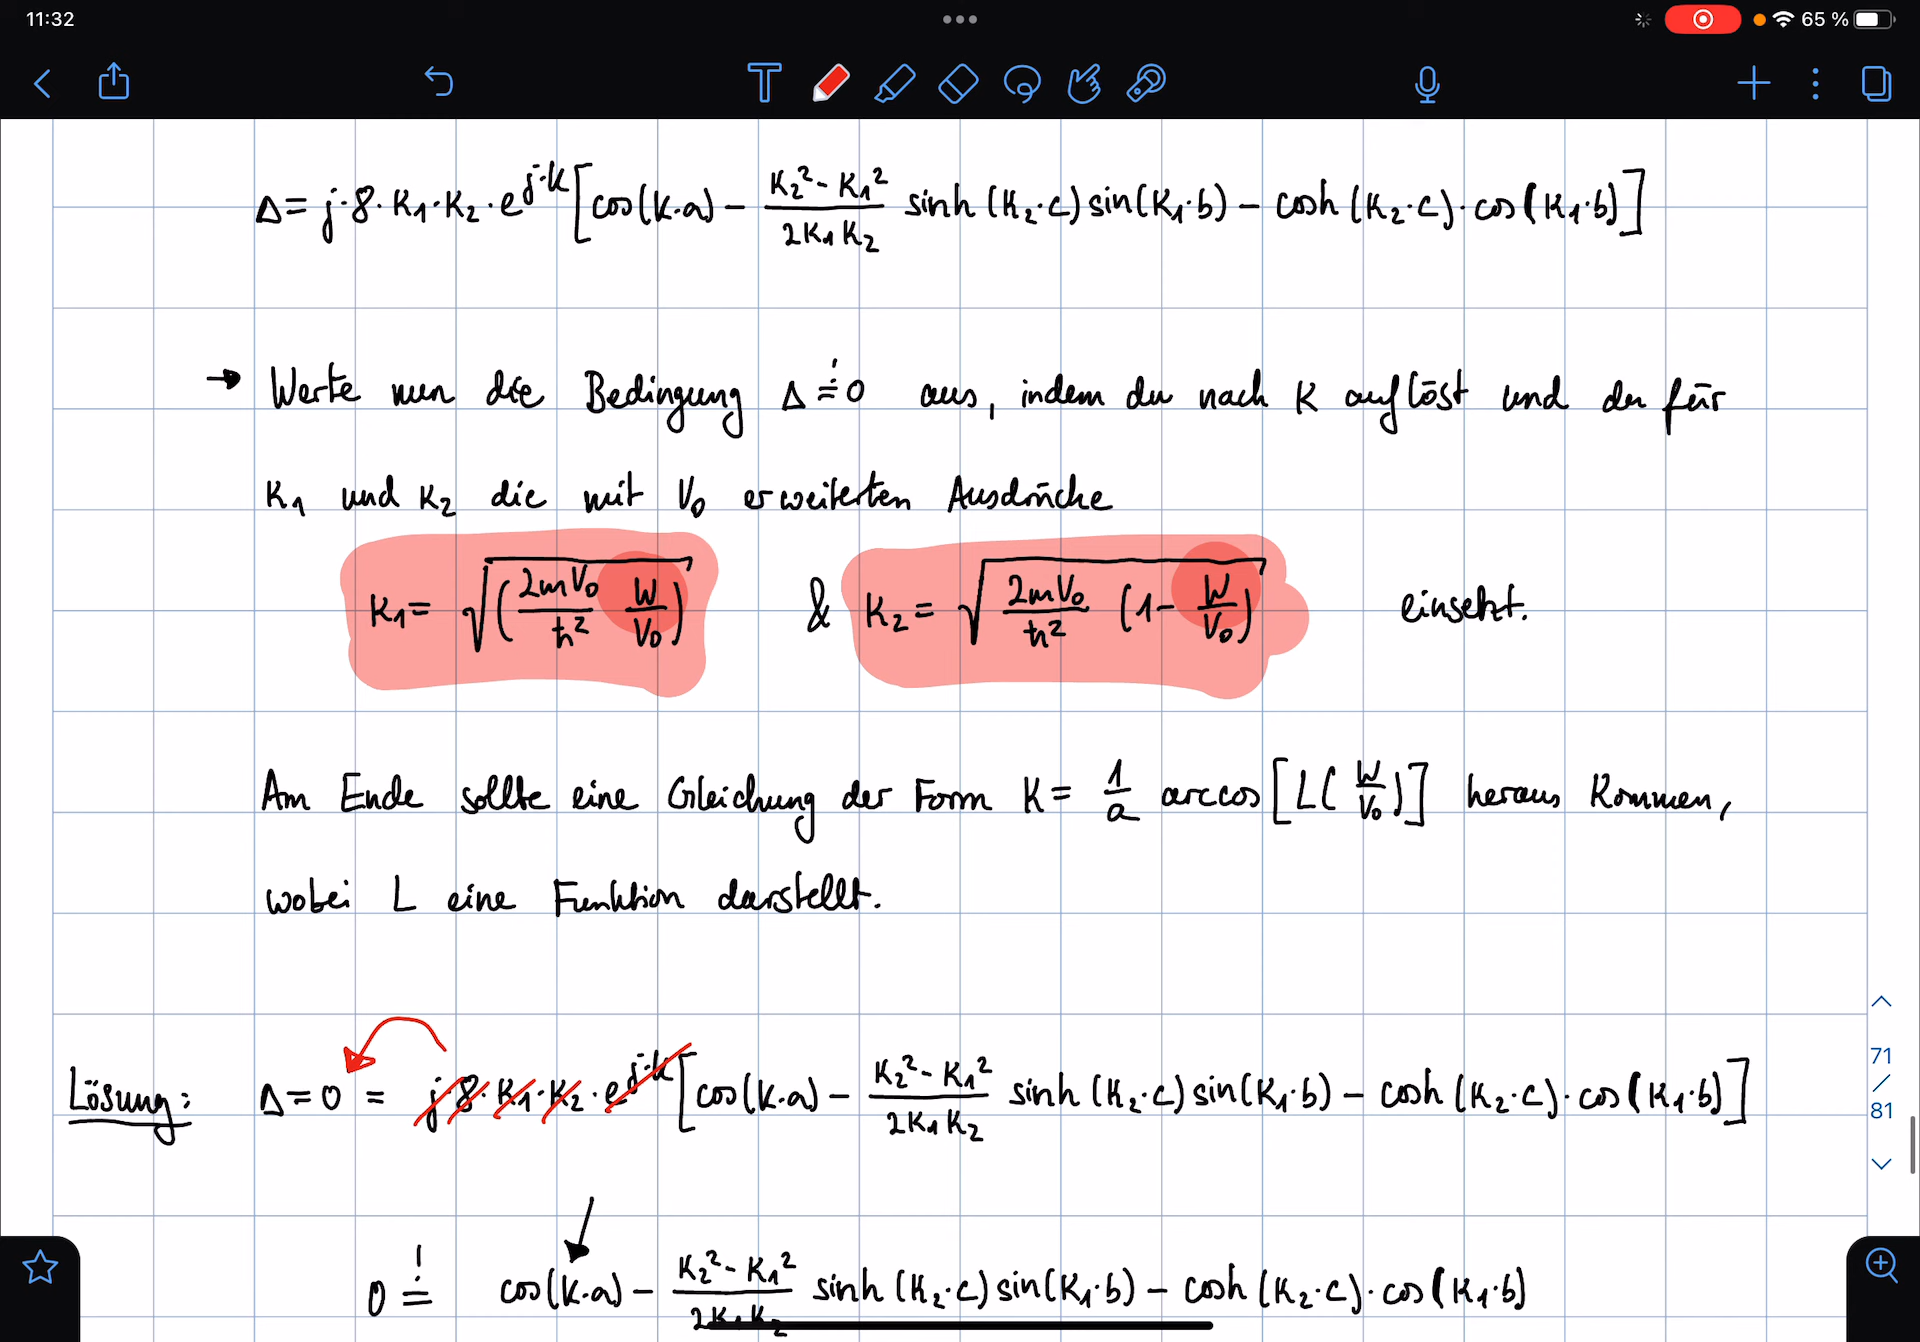 11:32
65 %
Δ = j·8·K₁·K₂·e^{j·k} [cos(k·a) − (K₂² − K₁²)/(2K₁K₂) sinh(K₂·c) sin(K₁·b) − cosh(K₂·c)·cos(K₁·b)]
→ Werte nun die Bedingung Δ ≐! 0 aus, indem du nach K auflöst und du für
K₁ und K₂ die mit V₀ erweiterten Ausdrücke
K₁ = √((2mV₀/ħ²) (W/V₀)) & K₂ = √((2mV₀/ħ²) (1 − W/V₀)) einsetzt.
Am Ende sollte eine Gleichung der Form K = 1/a arccos [L(W/V₀)] heraus kommen,
wobei L eine Funktion darstellt.
Lösung: Δ = 0 = j·8·K₁·K₂·e^{j·k} [cos(k·a) − (K₂² − K₁²)/(2K₁K₂) sinh(K₂·c) sin(K₁·b) − cosh(K₂·c)·cos(K₁·b)]
0 =! cos(k·a) − (K₂² − K₁²)/(2K₁K₂) sinh(K₂·c) sin(K₁·b) − cosh(K₂·c)·cos(K₁·b)
71
/
81